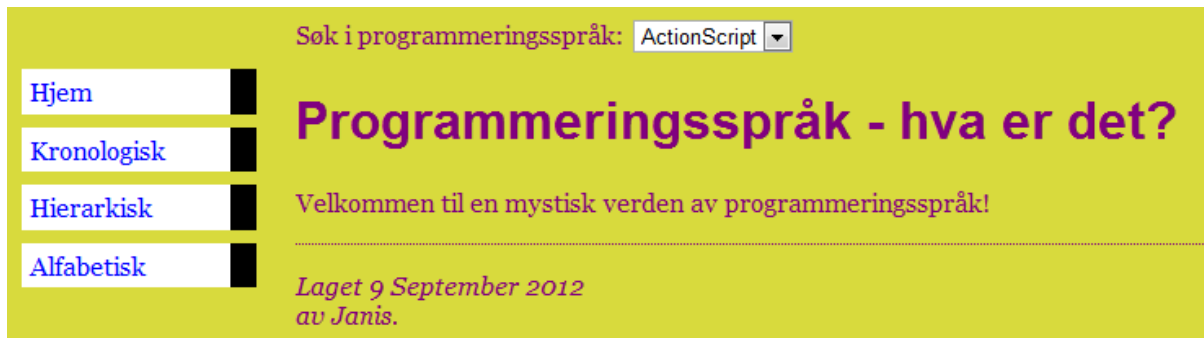 Søk i programmeringsspråk: ActionScript
Hjem
Kronologisk
Hierarkisk
Alfabetisk
Programmeringsspråk - hva er det?
Velkommen til en mystisk verden av programmeringsspråk!
Laget 9 September 2012
av Janis.